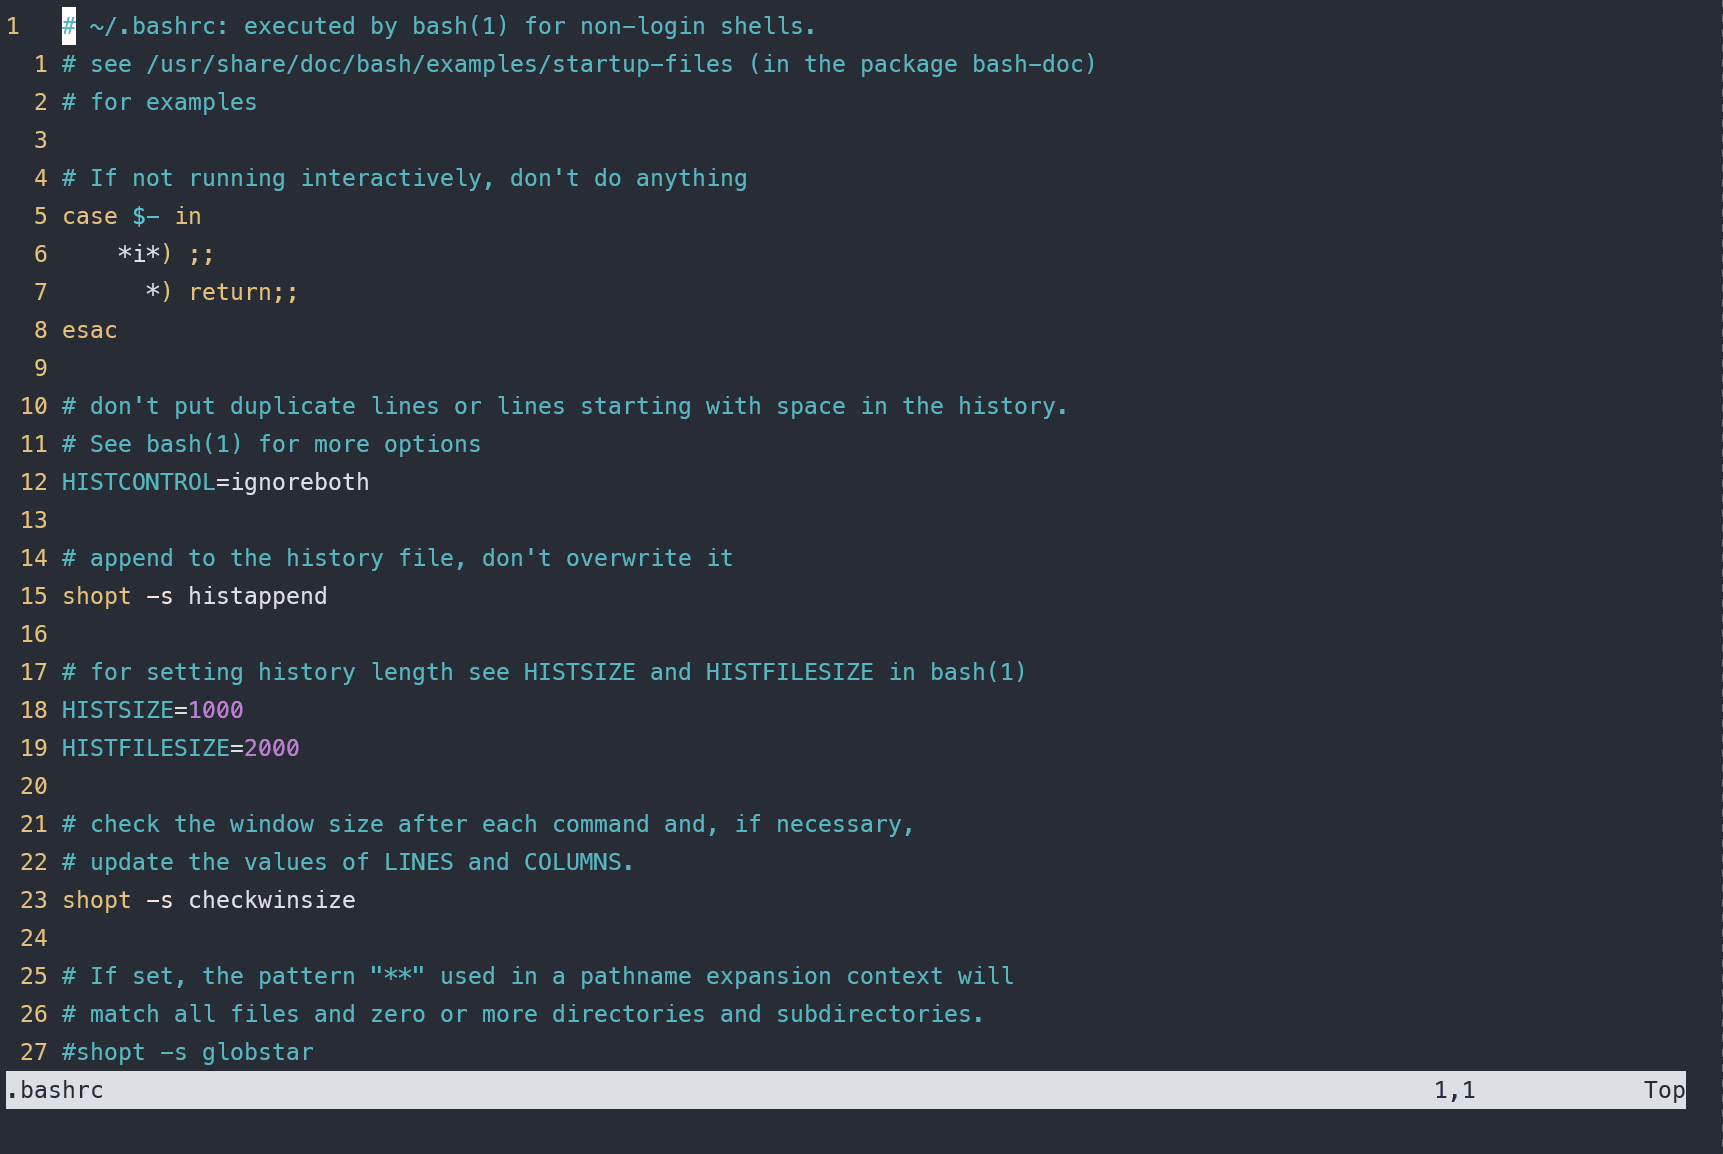 1   # ~/.bashrc: executed by bash(1) for non-login shells.
  1 # see /usr/share/doc/bash/examples/startup-files (in the package bash-doc)
  2 # for examples
  3
  4 # If not running interactively, don't do anything
  5 case $- in
  6     *i*) ;;
  7       *) return;;
  8 esac
  9
 10 # don't put duplicate lines or lines starting with space in the history.
 11 # See bash(1) for more options
 12 HISTCONTROL=ignoreboth
 13
 14 # append to the history file, don't overwrite it
 15 shopt -s histappend
 16
 17 # for setting history length see HISTSIZE and HISTFILESIZE in bash(1)
 18 HISTSIZE=1000
 19 HISTFILESIZE=2000
 20
 21 # check the window size after each command and, if necessary,
 22 # update the values of LINES and COLUMNS.
 23 shopt -s checkwinsize
 24
 25 # If set, the pattern "**" used in a pathname expansion context will
 26 # match all files and zero or more directories and subdirectories.
 27 #shopt -s globstar
.bashrc 1,1 Top